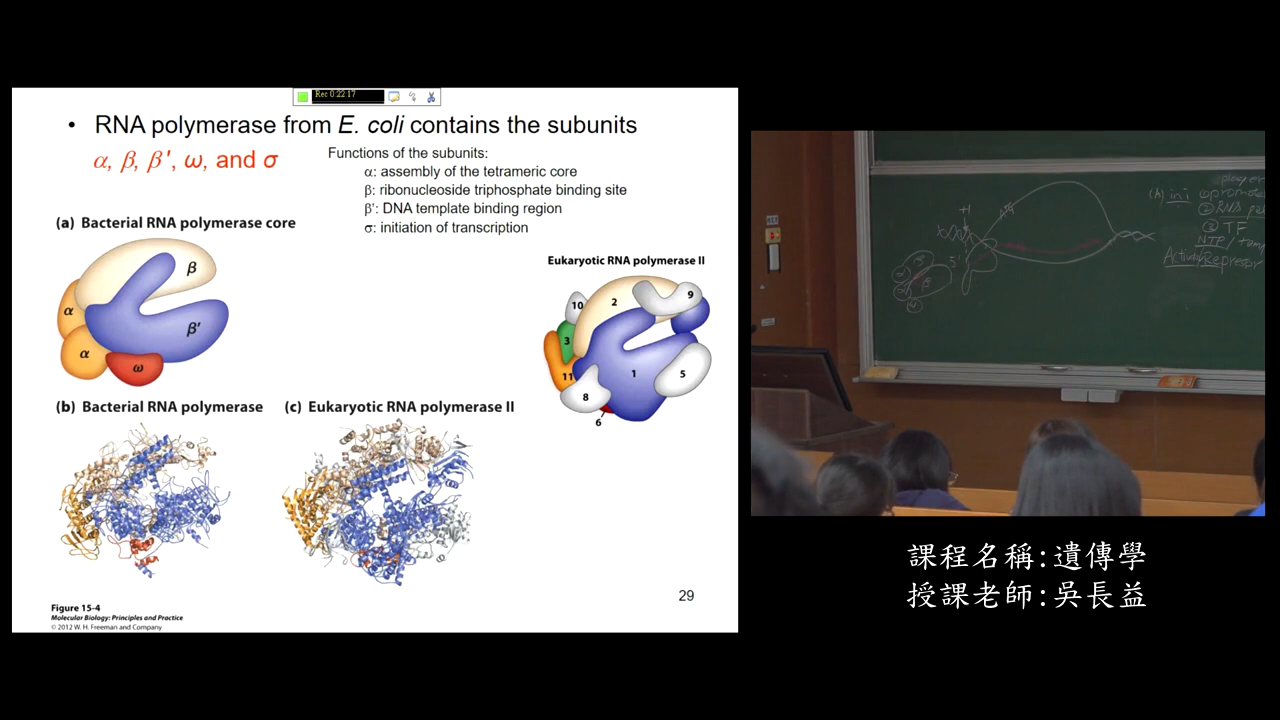 Rec 0:22:17
• RNA polymerase from E. coli contains the subunits
α, β, β', ω, and σ
Functions of the subunits:
α: assembly of the tetrameric core
β: ribonucleoside triphosphate binding site
β': DNA template binding region
σ: initiation of transcription
(a) Bacterial RNA polymerase core
β
α
β'
α
ω
Eukaryotic RNA polymerase II
9
2
10
3
1
5
11
8
6
(b) Bacterial RNA polymerase
(c) Eukaryotic RNA polymerase II
29
Figure 15-4
Molecular Biology: Principles and Practice
© 2012 W. H. Freeman and Company
+1
5'
TF
課程名稱:遺傳學
授課老師:吳長益